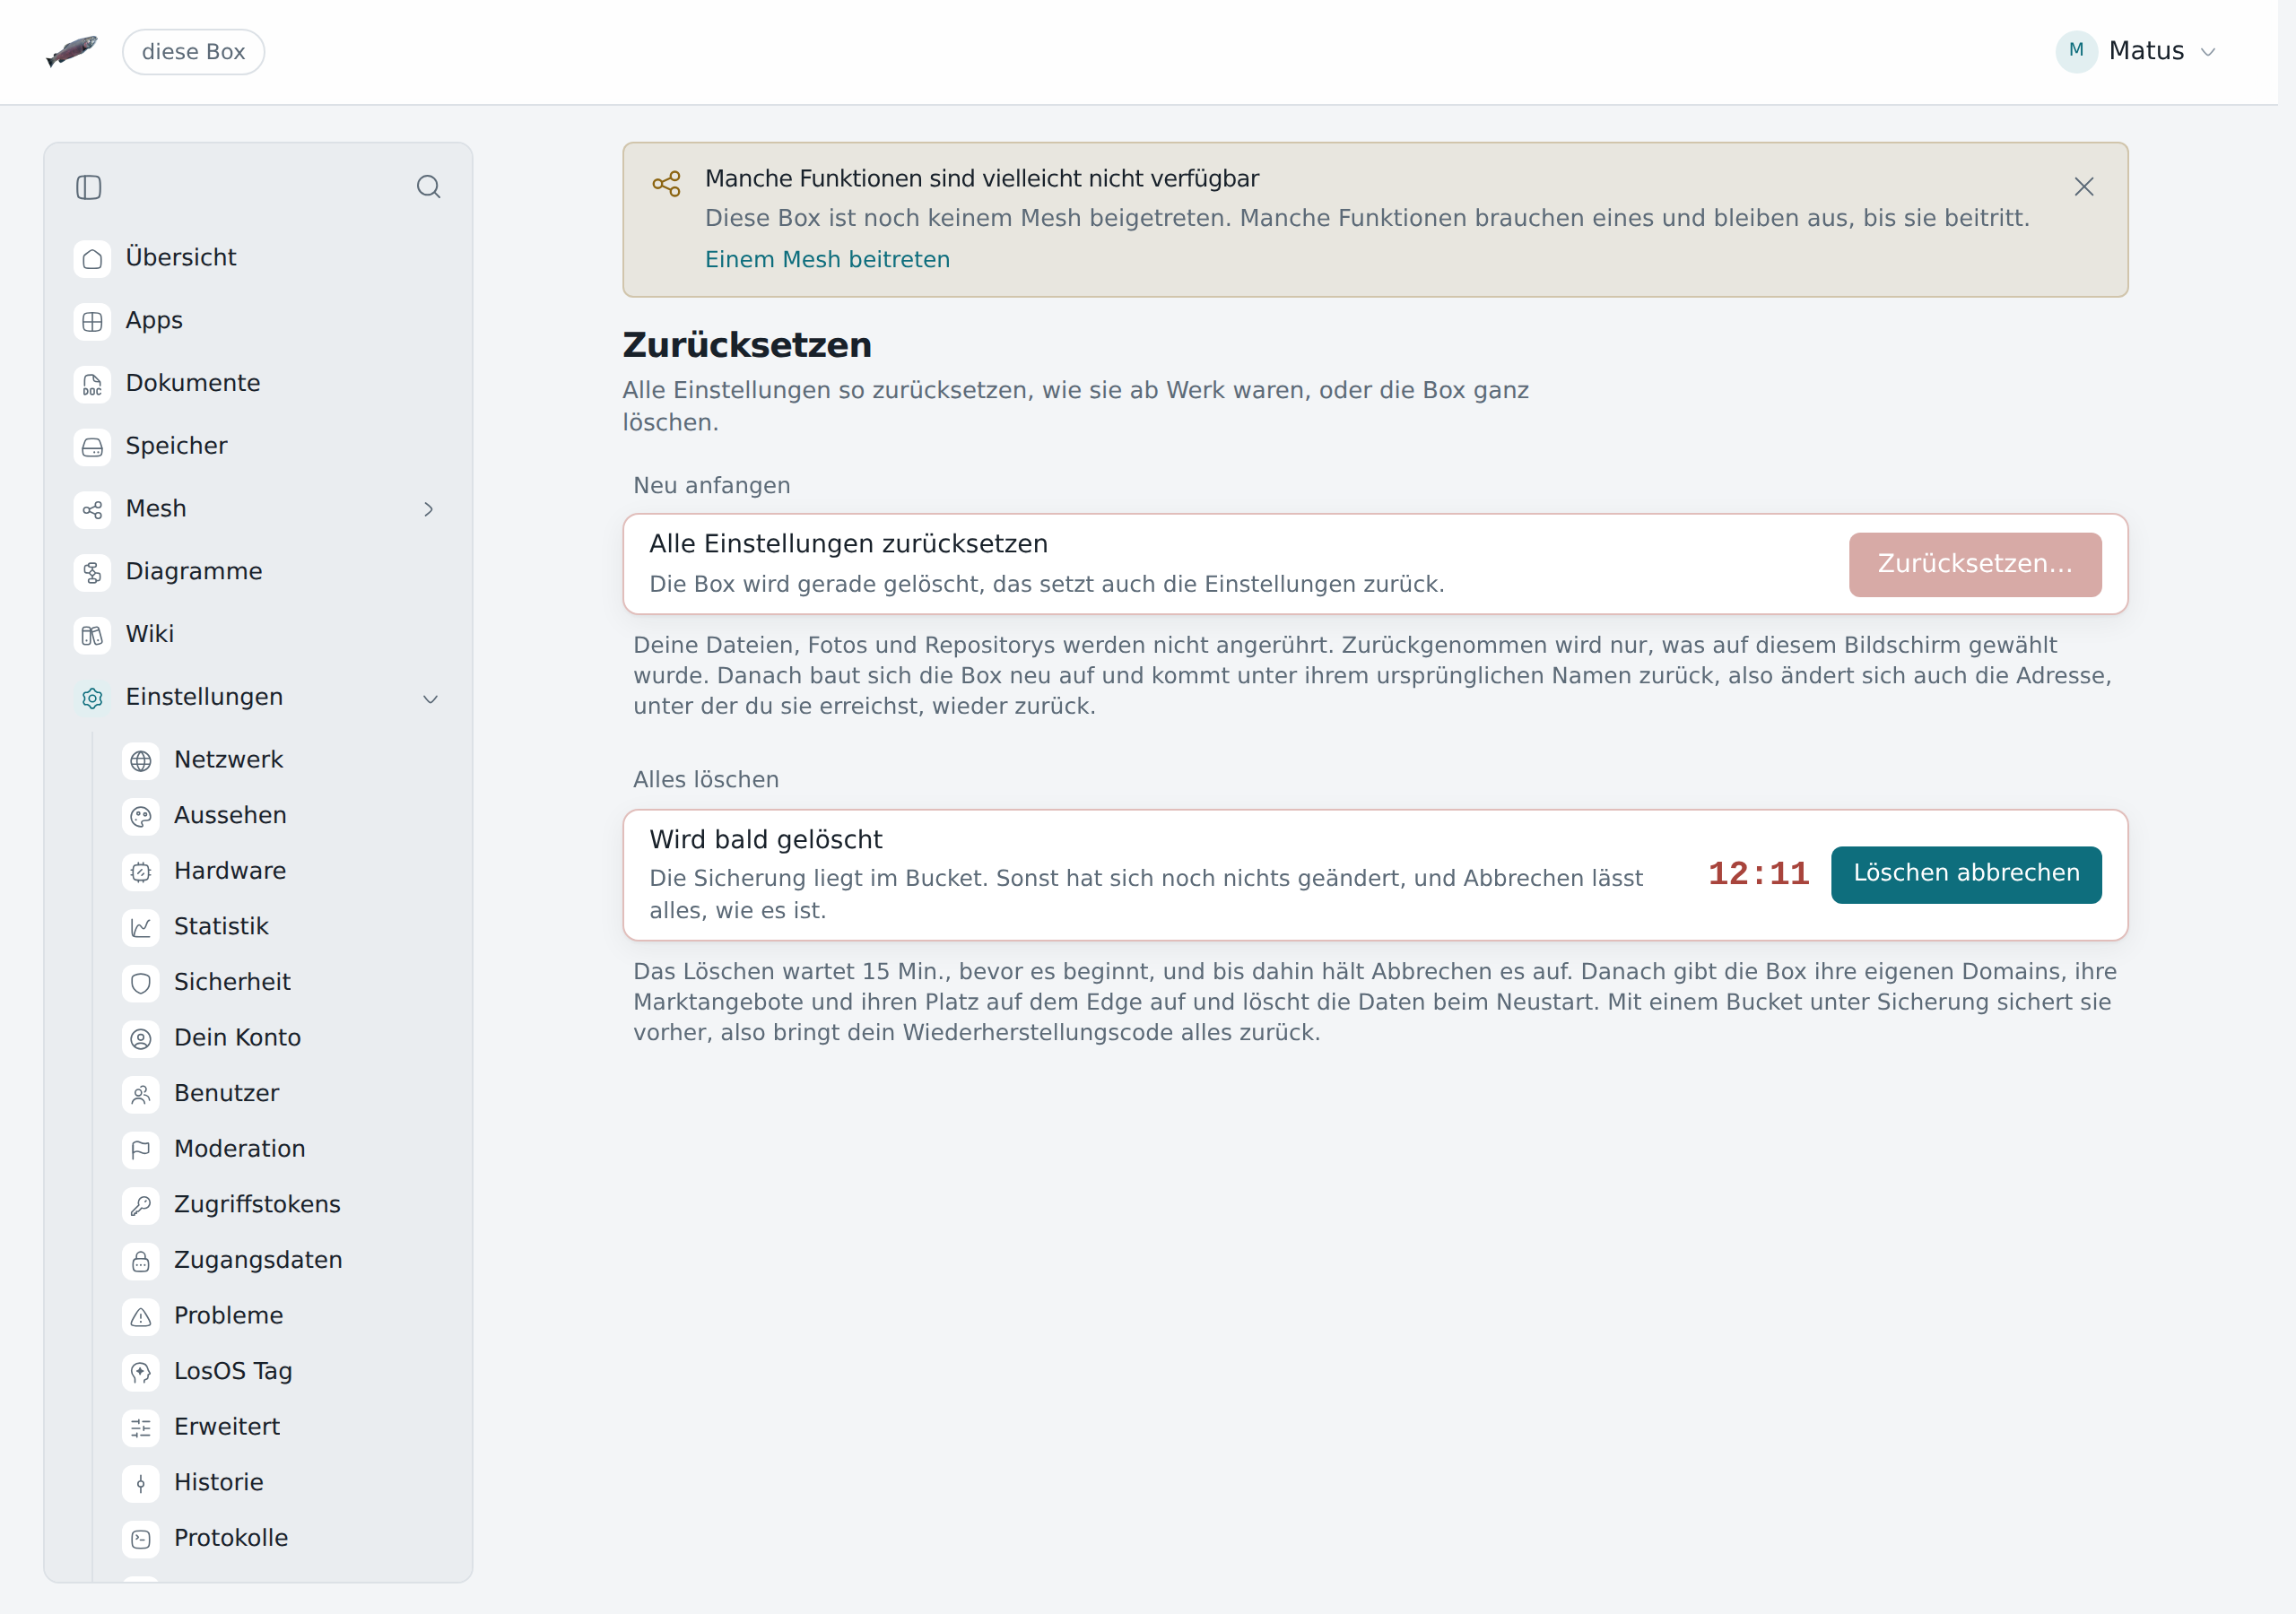 diese Box
M
Matus
Übersicht
Apps
DOC
Dokumente
Speicher
Mesh
Diagramme
Wiki
Einstellungen
Netzwerk
Aussehen
Hardware
Statistik
Sicherheit
Dein Konto
Benutzer
Moderation
Zugriffstokens
Zugangsdaten
Probleme
LosOS Tag
Erweitert
Historie
Protokolle
Manche Funktionen sind vielleicht nicht verfügbar
Diese Box ist noch keinem Mesh beigetreten. Manche Funktionen brauchen eines und bleiben aus, bis sie beitritt.
Einem Mesh beitreten
Zurücksetzen
Alle Einstellungen so zurücksetzen, wie sie ab Werk waren, oder die Box ganz
löschen.
Neu anfangen
Alle Einstellungen zurücksetzen
Die Box wird gerade gelöscht, das setzt auch die Einstellungen zurück.
Zurücksetzen…
Deine Dateien, Fotos und Repositorys werden nicht angerührt. Zurückgenommen wird nur, was auf diesem Bildschirm gewählt
wurde. Danach baut sich die Box neu auf und kommt unter ihrem ursprünglichen Namen zurück, also ändert sich auch die Adresse,
unter der du sie erreichst, wieder zurück.
Alles löschen
Wird bald gelöscht
Die Sicherung liegt im Bucket. Sonst hat sich noch nichts geändert, und Abbrechen lässt
alles, wie es ist.
12:11
Löschen abbrechen
Das Löschen wartet 15 Min., bevor es beginnt, und bis dahin hält Abbrechen es auf. Danach gibt die Box ihre eigenen Domains, ihre
Marktangebote und ihren Platz auf dem Edge auf und löscht die Daten beim Neustart. Mit einem Bucket unter Sicherung sichert sie
vorher, also bringt dein Wiederherstellungscode alles zurück.